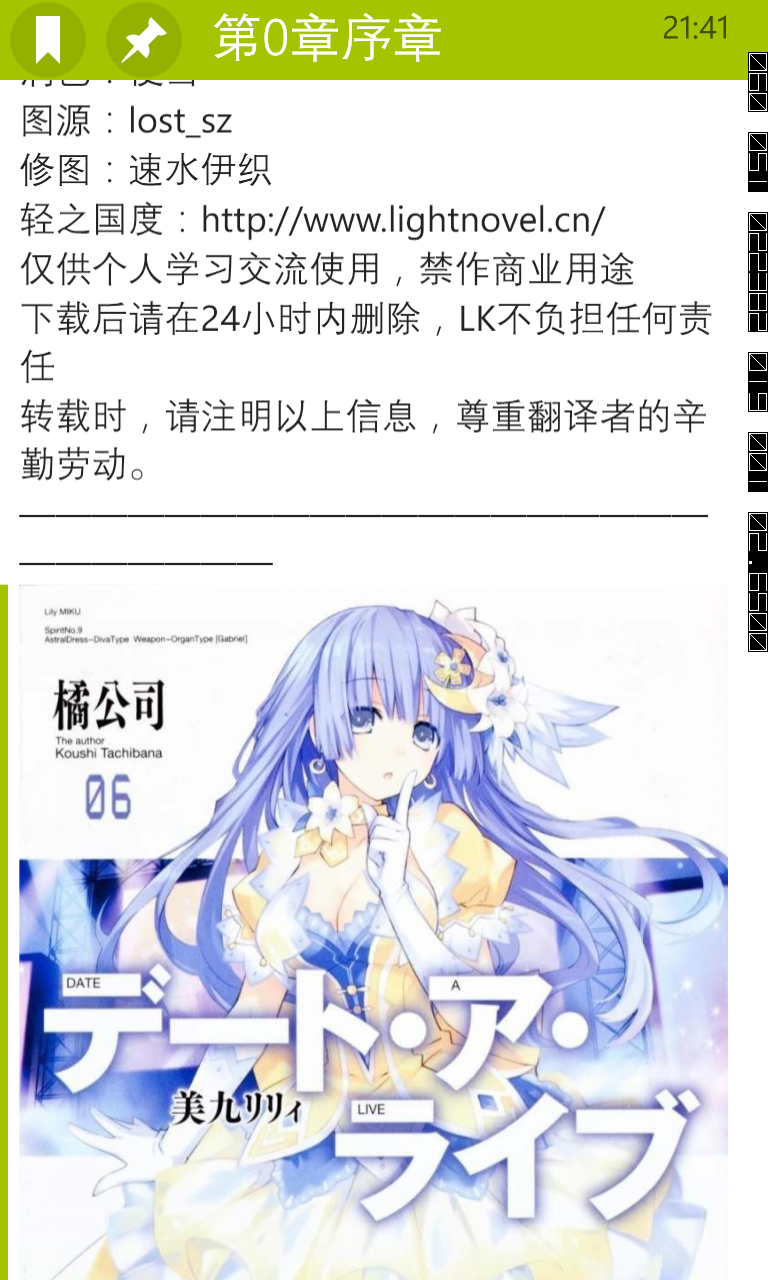 第0章序章
21:41
图源：lost_sz
修图：速水伊织
轻之国度：http://www.lightnovel.cn/
仅供个人学习交流使用，禁作商业用途
下载后请在24小时内删除，LK不负担任何责
任
转载时，请注明以上信息，尊重翻译者的辛
勤劳动。
Lily MIKU
SpiritNo.9
AstralDress—DivaType Weapon—OrganType [Gabriel]
橘公司
The author
Koushi Tachibana
06
DATE
A
デート・ア・
美九リリィ
LIVE
ライブ